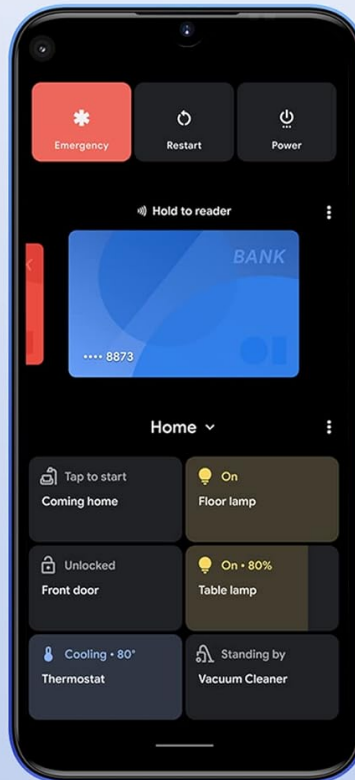 Emergency
Restart
Power
Hold to reader
BANK
•••• 8873
Home
Tap to start
Coming home
On
Floor lamp
Unlocked
Front door
On • 80%
Table lamp
Cooling • 80°
Thermostat
Standing by
Vacuum Cleaner